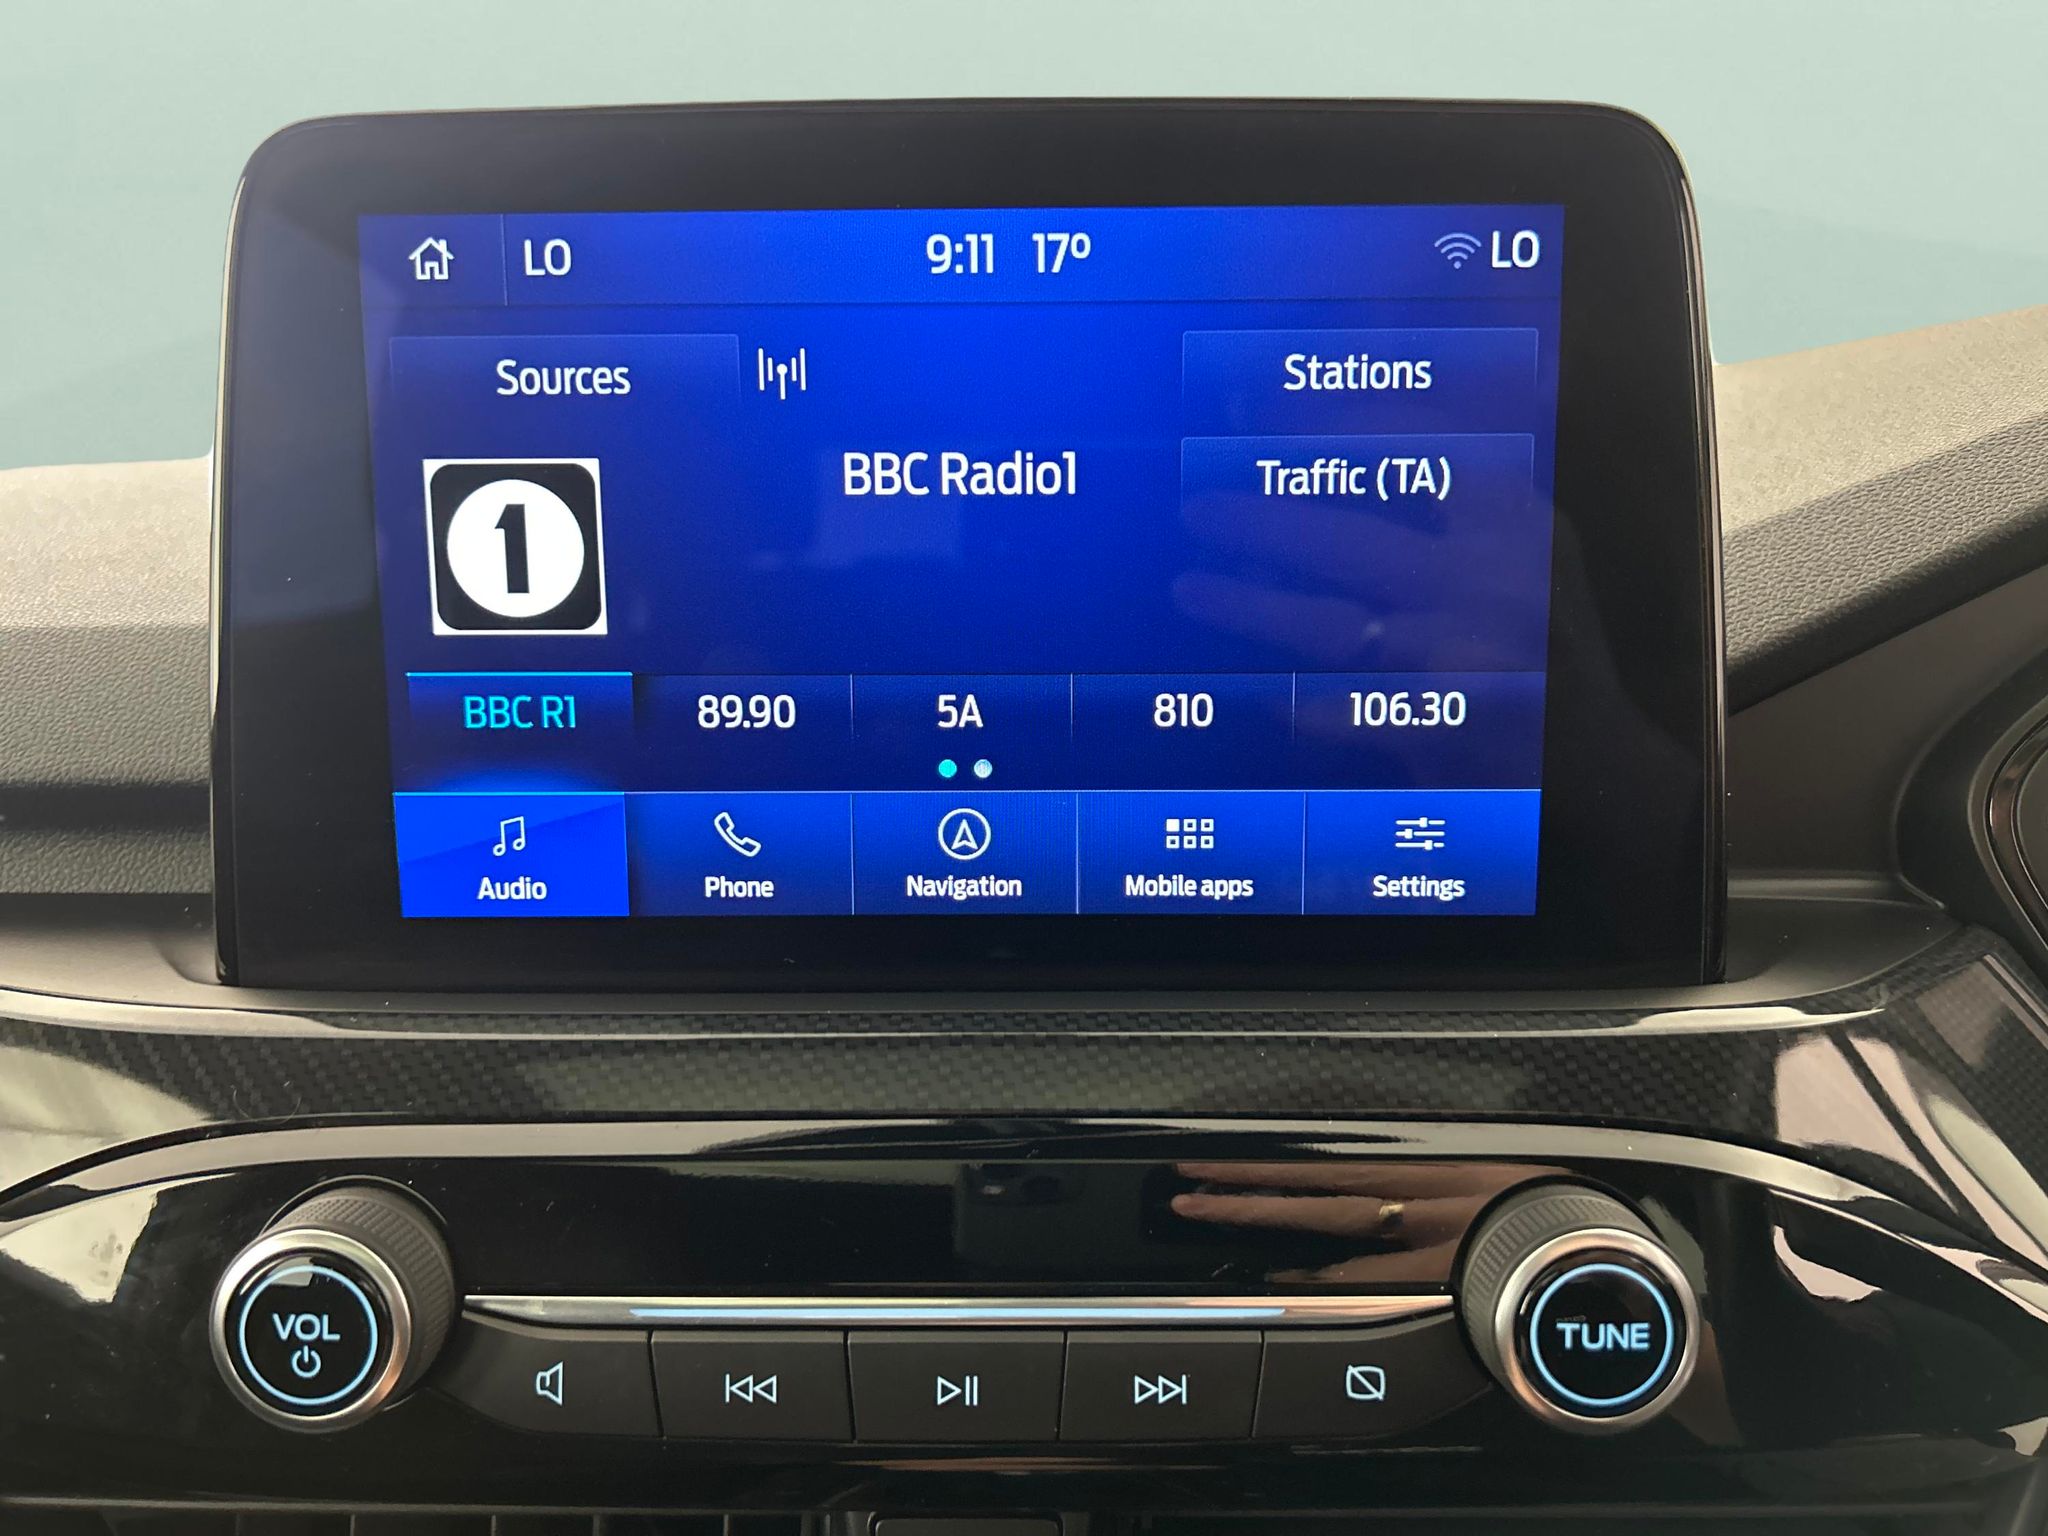 LO 9:11 17º LO
Sources Stations
BBC Radio1 Traffic (TA)
1
BBC R1 89.90 5A 810 106.30
Audio Phone Navigation Mobile apps Settings
VOL TUNE